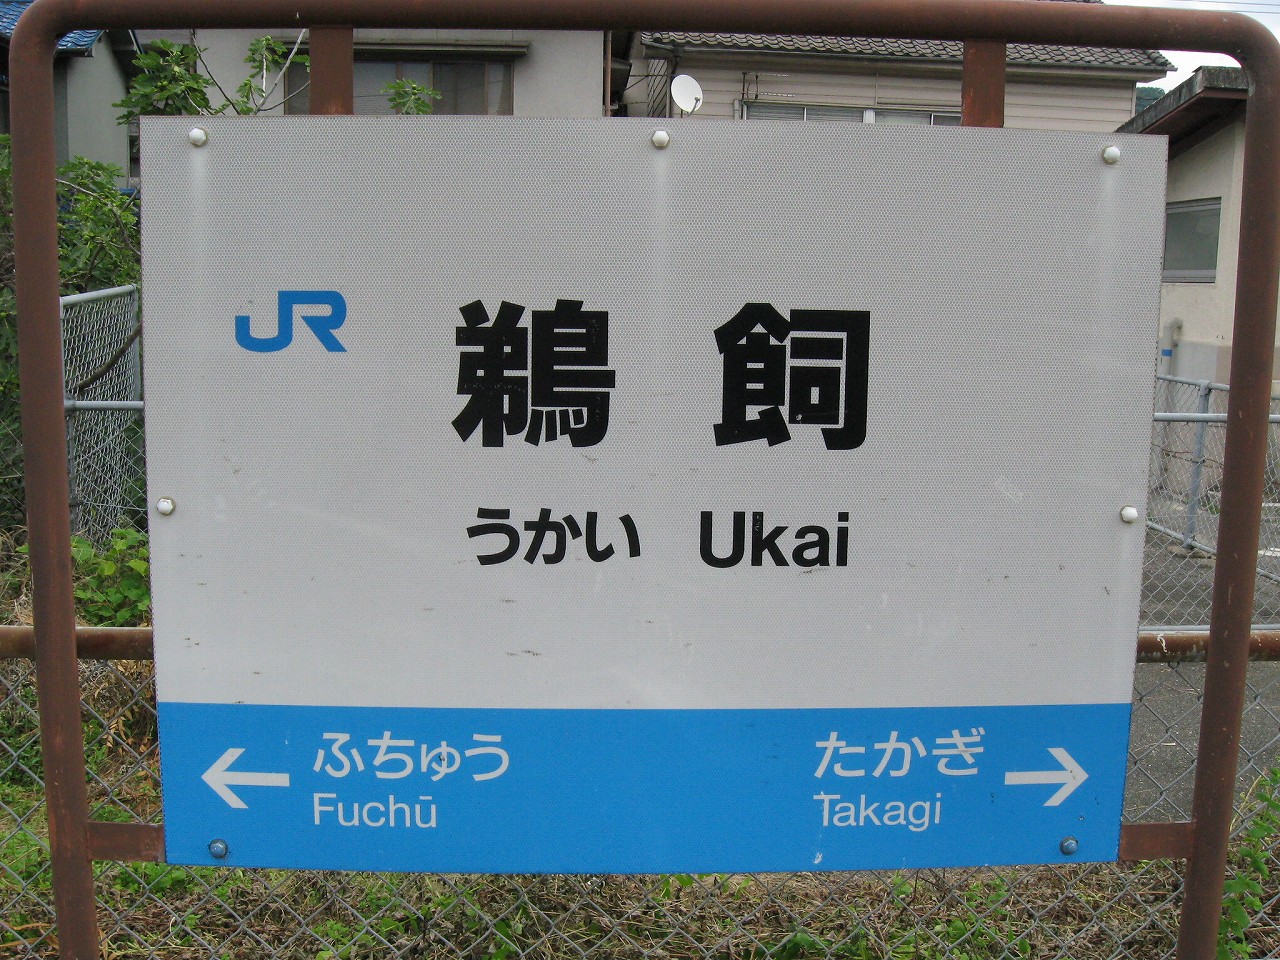 JR
鵜飼
うかい Ukai
← ふちゅう
Fuchū
たかぎ →
Takagi